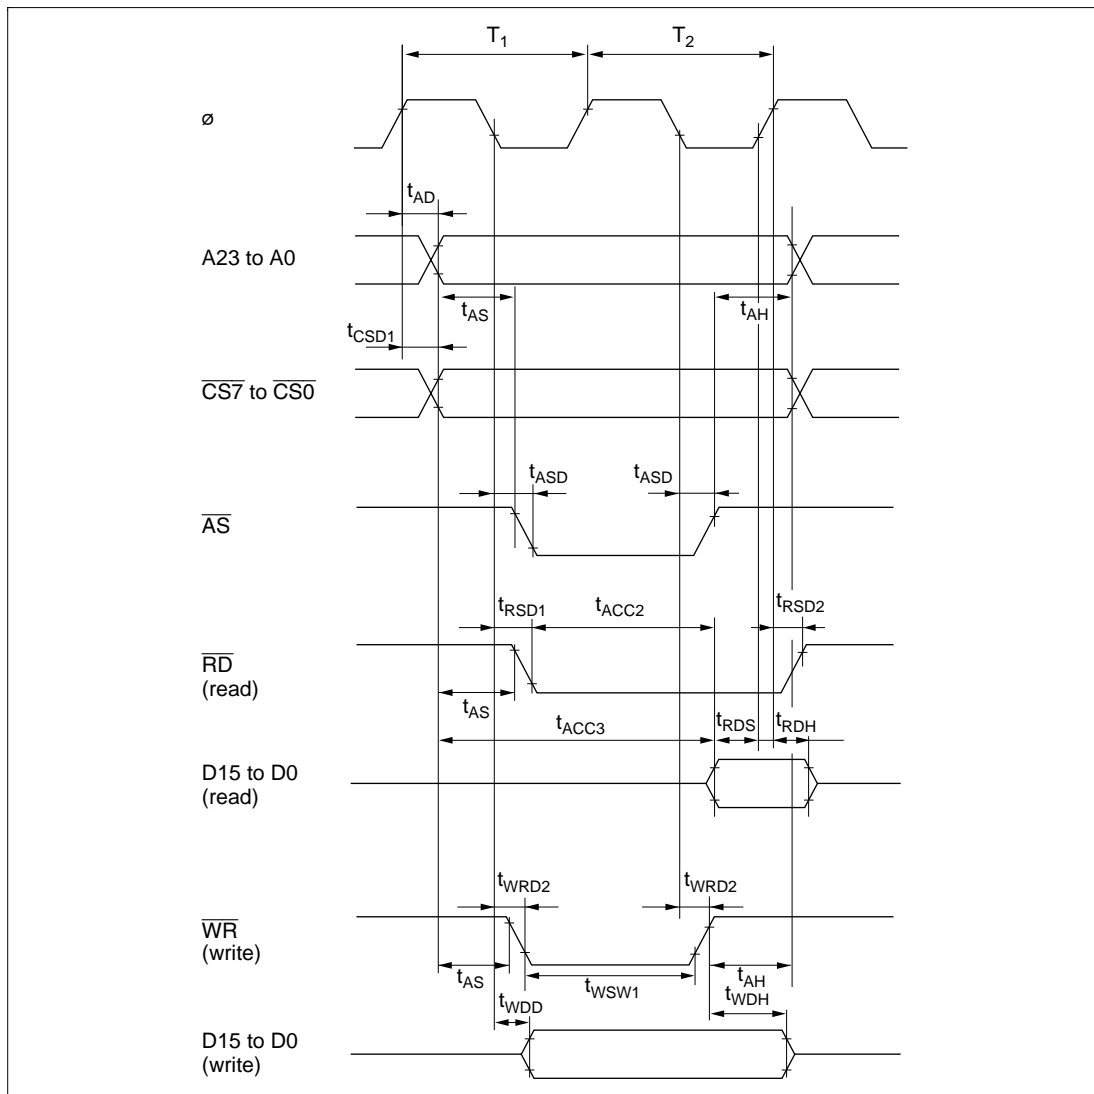 T1 T2
ø
tAD
A23 to A0
tAS tAH
tCSD1
CS7 to CS0
tASD tASD
AS
tRSD1 tACC2 tRSD2
RD
(read)
tAS
tACC3 tRDS tRDH
D15 to D0
(read)
tWRD2 tWRD2
WR
(write)
tAS tWSW1 tAH
tWDD tWDH
D15 to D0
(write)